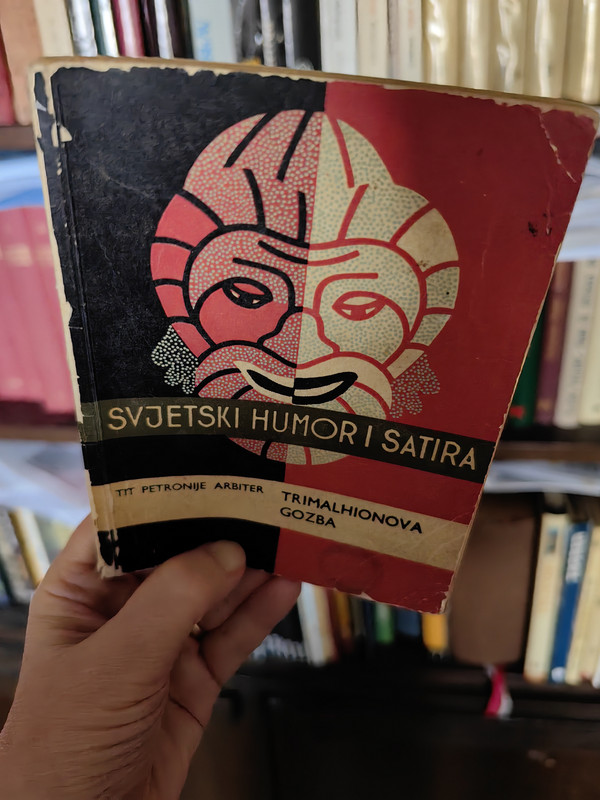 SVJETSKI HUMOR I SATIRA
TIT PETRONIJE ARBITER
TRIMALHIONOVA
GOZBA